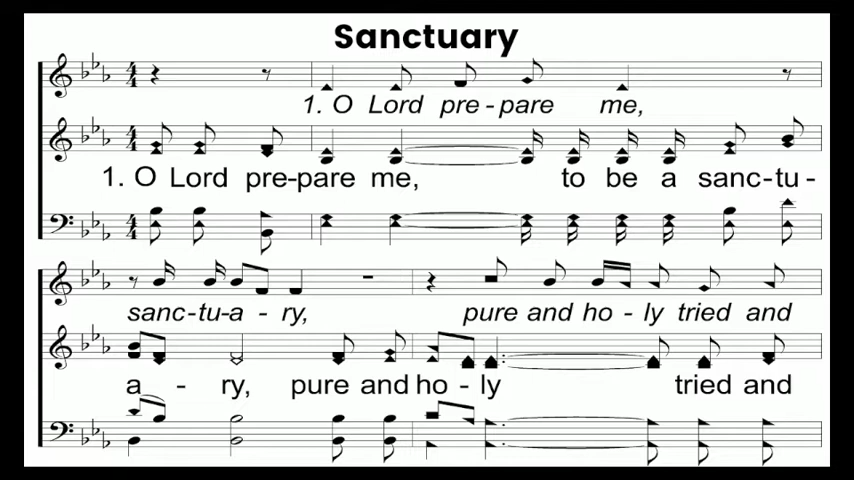 Sanctuary
1. O Lord pre-pare me,
1. O Lord pre-pare me, to be a sanc-tu-
sanc-tu-a - ry, pure and ho - ly tried and
a - ry, pure and ho - ly tried and